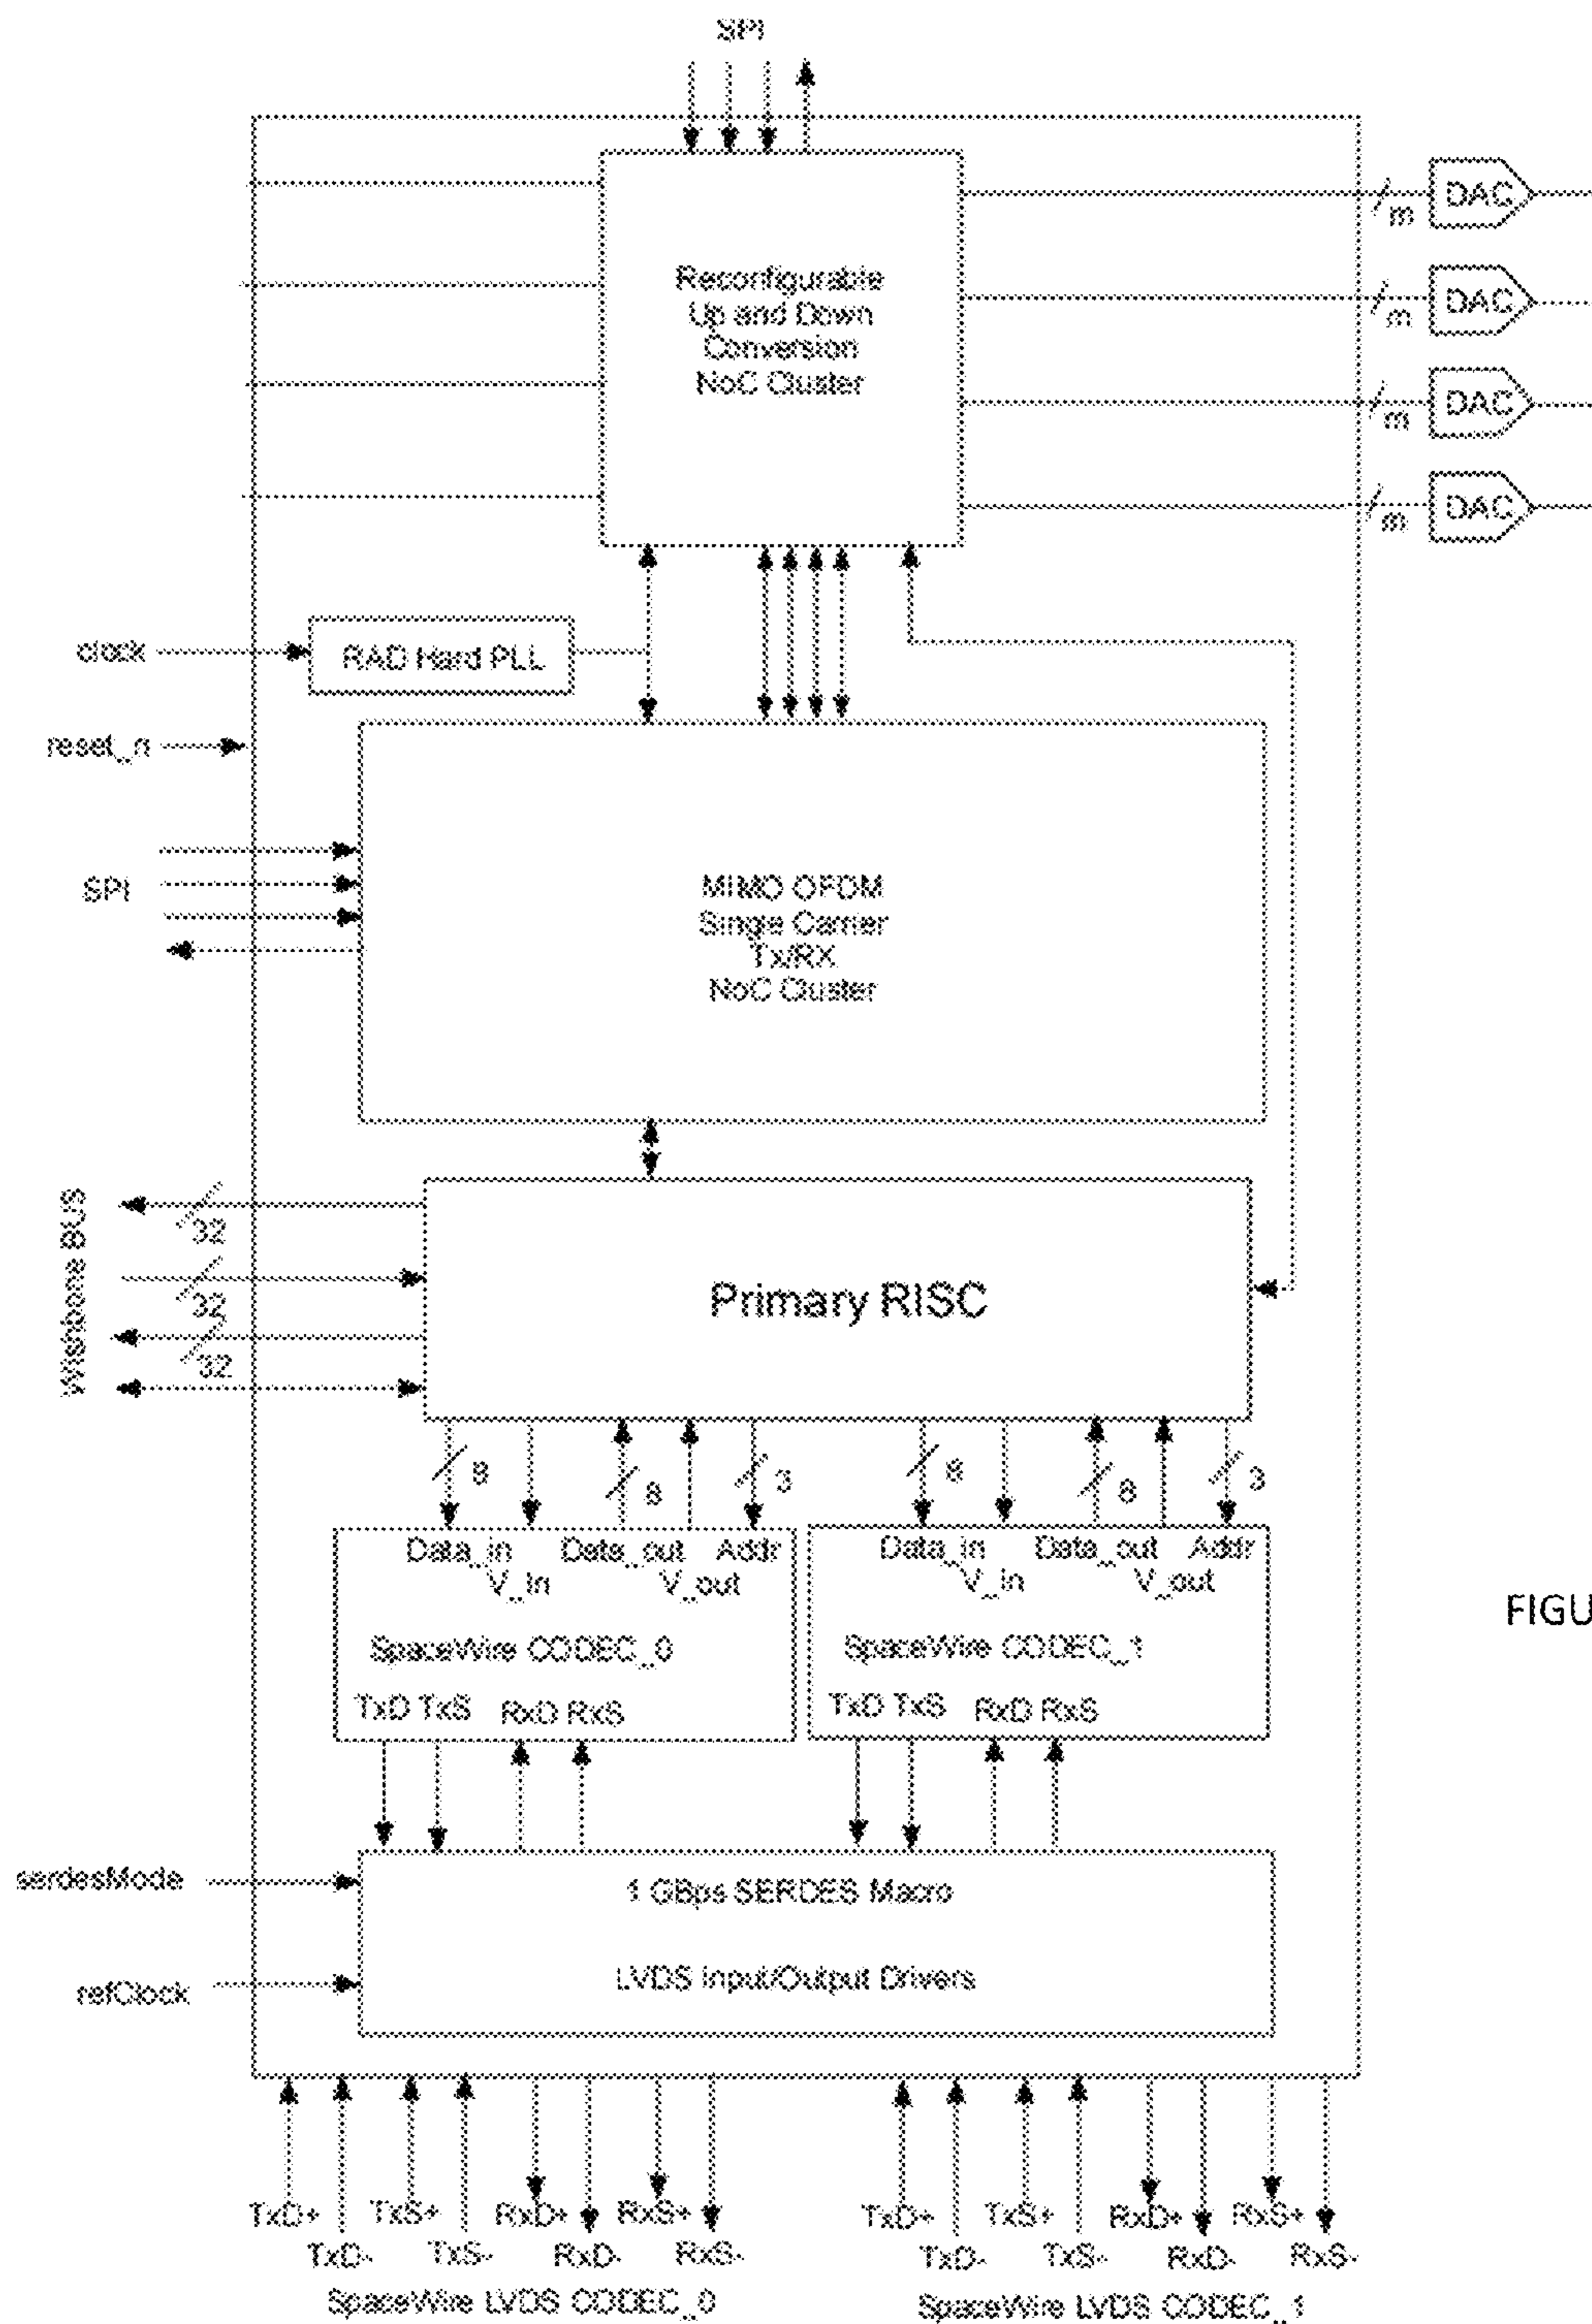 SPI
DAC
m
Reconfigurable
Up and Down
Conversion
NoC Cluster
DAC
m
DAC
m
DAC
m
clock
RAD Hard PLL
reset_n
SPI
MIMO OFDM
Single Carrier
Tx/RX
NoC Cluster
Wishbone BUS
32
32
32
Primary RISC
8
8
3
8
8
3
Data_in Data_out Addr
V_in V_out
SpaceWire CODEC_0
TxD TxS RxD RxS
Data_in Data_out Addr
V_in V_out
SpaceWire CODEC_1
TxD TxS RxD RxS
FIGU
serdesMode
1 GBps SERDES Macro
refClock
LVDS Input/Output Drivers
TxD+ TxS+ RxD+ RxS+
TxD- TxS- RxD- RxS-
SpaceWire LVDS CODEC_0
TxD+ TxS+ RxD+ RxS+
TxD- TxS- RxD- RxS-
SpaceWire LVDS CODEC_1